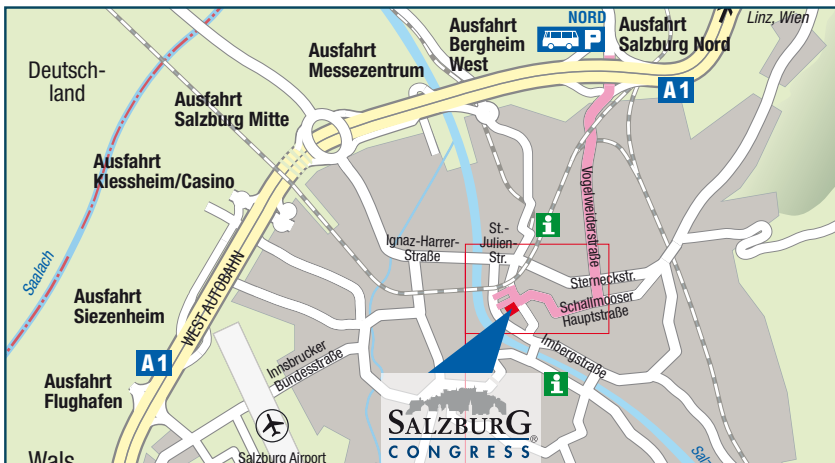 NORD
P
Ausfahrt
Bergheim
West
Ausfahrt
Salzburg Nord
Linz, Wien
Ausfahrt
Messezentrum
A1
Deutsch-
land
Ausfahrt
Salzburg Mitte
Ausfahrt
Klessheim/Casino
Saalach
WEST AUTOBAHN
Ignaz-Harrer-
Straße
St.-
Julien-
Str.
i
Vogelweiderstraße
Sterneckstr.
Schallmooser
Hauptstraße
Ausfahrt
Siezenheim
A1
Ausfahrt
Flughafen
Innsbrucker
Bundesstraße
Imbergstraße
i
SALZBURG
CONGRESS
®
Salzburg Airport
Wals